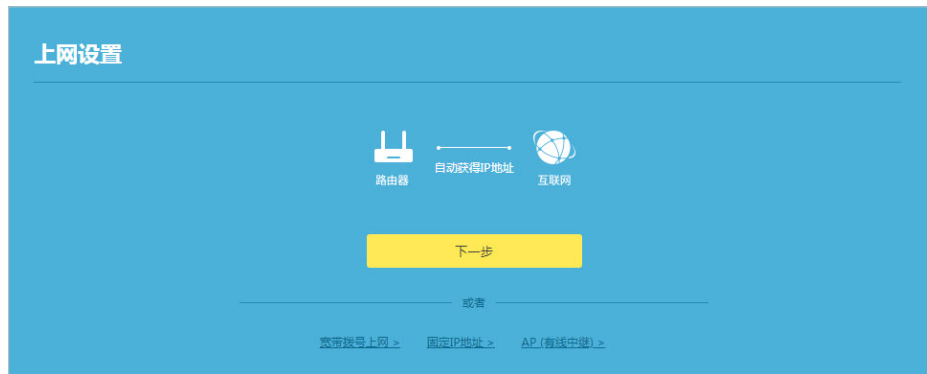 上网设置
自动获得IP地址
路由器
互联网
下一步
或者
宽带拨号上网 >
固定IP地址 >
AP (有线中继) >